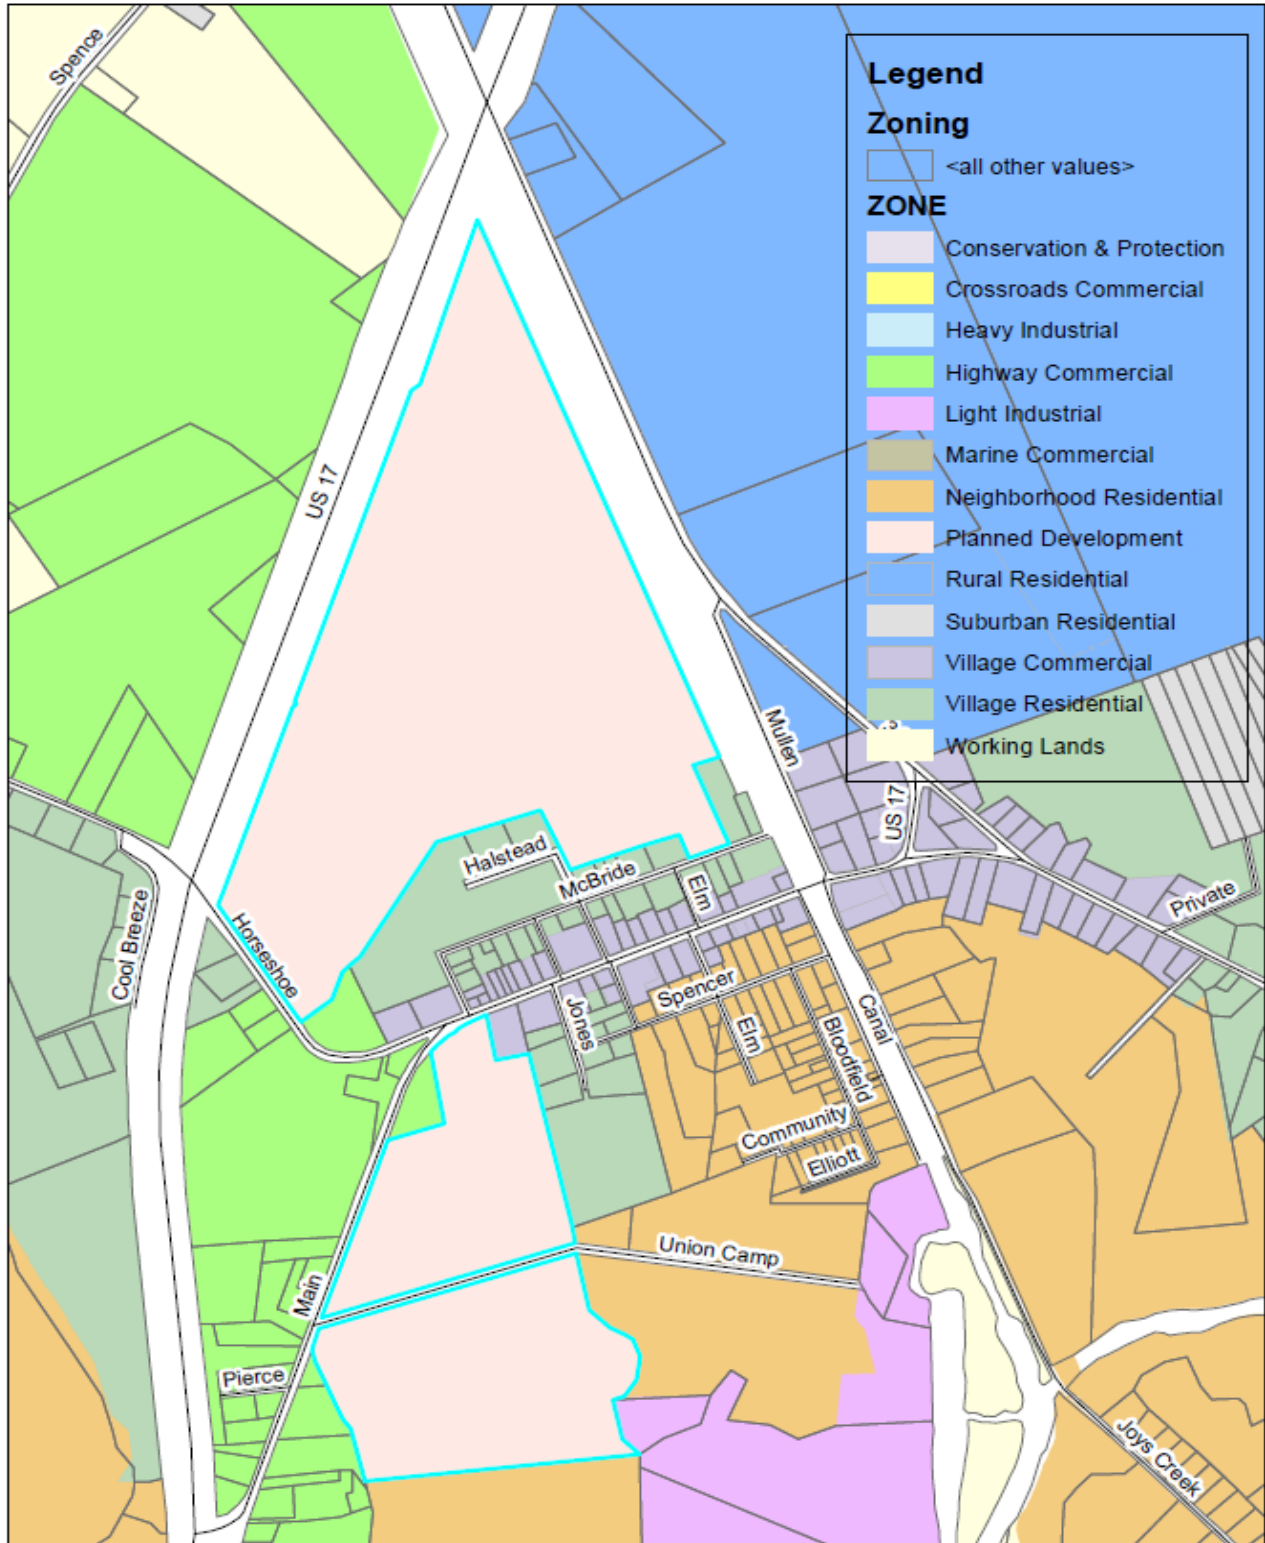 Spence
Legend
Zoning
<all other values>
ZONE
Conservation & Protection
Crossroads Commercial
Heavy Industrial
Highway Commercial
Light Industrial
Marine Commercial
Neighborhood Residential
Planned Development
Rural Residential
Suburban Residential
Village Commercial
Village Residential
Working Lands
US 17
Mullen
US 17
Halstead
McBride
Elm
Private
Cool Breeze
Horseshoe
Spencer
Jones
Elm
Bloodfield
Canal
Community
Elliott
Union Camp
Main
Pierce
Joys Creek